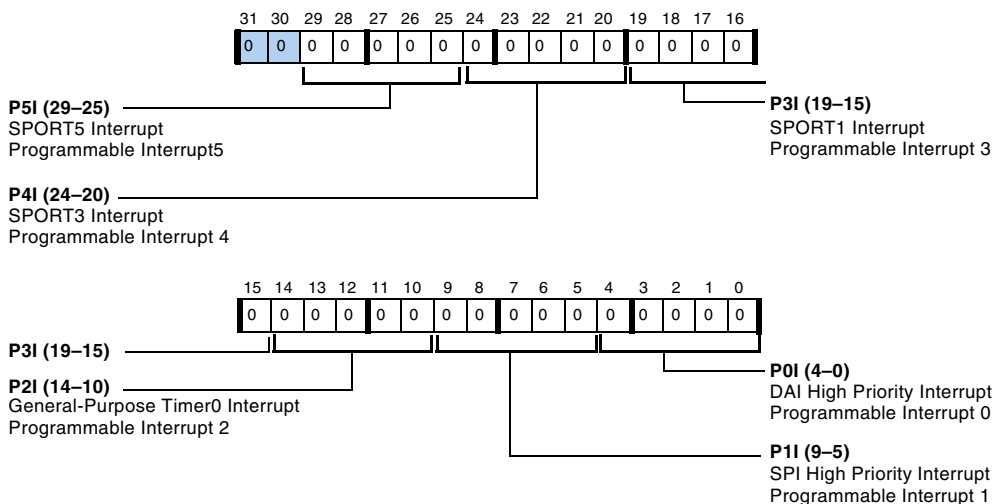 31 30 29 28 27 26 25 24 23 22 21 20 19 18 17 16
0 0 0 0 0 0 0 0 0 0 0 0 0 0 0 0
P5I (29–25)
SPORT5 Interrupt
Programmable Interrupt5
P3I (19–15)
SPORT1 Interrupt
Programmable Interrupt 3
P4I (24–20)
SPORT3 Interrupt
Programmable Interrupt 4
15 14 13 12 11 10 9 8 7 6 5 4 3 2 1 0
0 0 0 0 0 0 0 0 0 0 0 0 0 0 0 0
P3I (19–15)
P2I (14–10)
General-Purpose Timer0 Interrupt
Programmable Interrupt 2
P0I (4–0)
DAI High Priority Interrupt
Programmable Interrupt 0
P1I (9–5)
SPI High Priority Interrupt
Programmable Interrupt 1